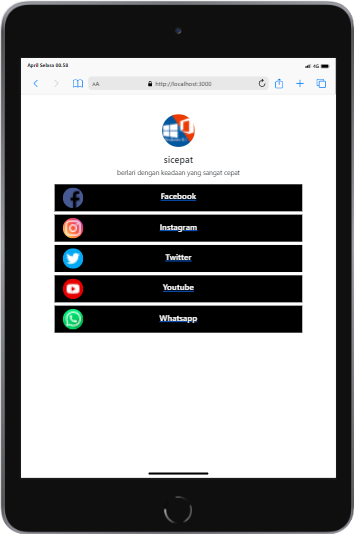 April Selasa 00.58
4G
AA
http://localhost:3000
sicepat
berlari dengan keadaan yang sangat cepat
Facebook
Instagram
Twitter
Youtube
Whatsapp